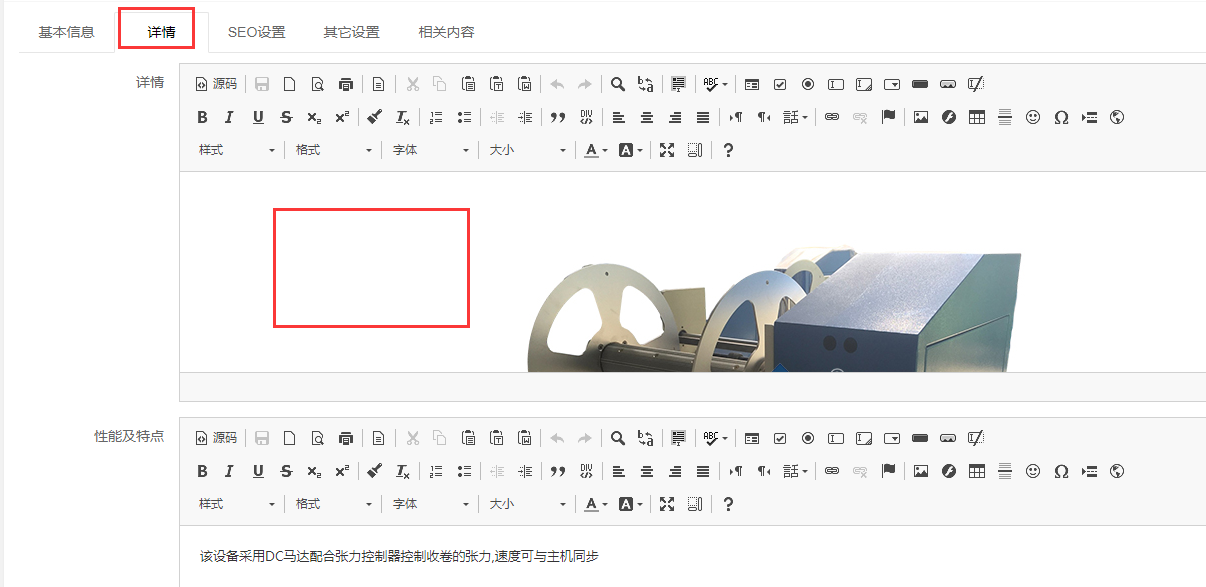 基本信息 详情 SEO设置 其它设置 相关内容
详情
源码
样式 格式 字体 大小
性能及特点
源码
样式 格式 字体 大小
该设备采用DC马达配合张力控制器控制收卷的张力,速度可与主机同步